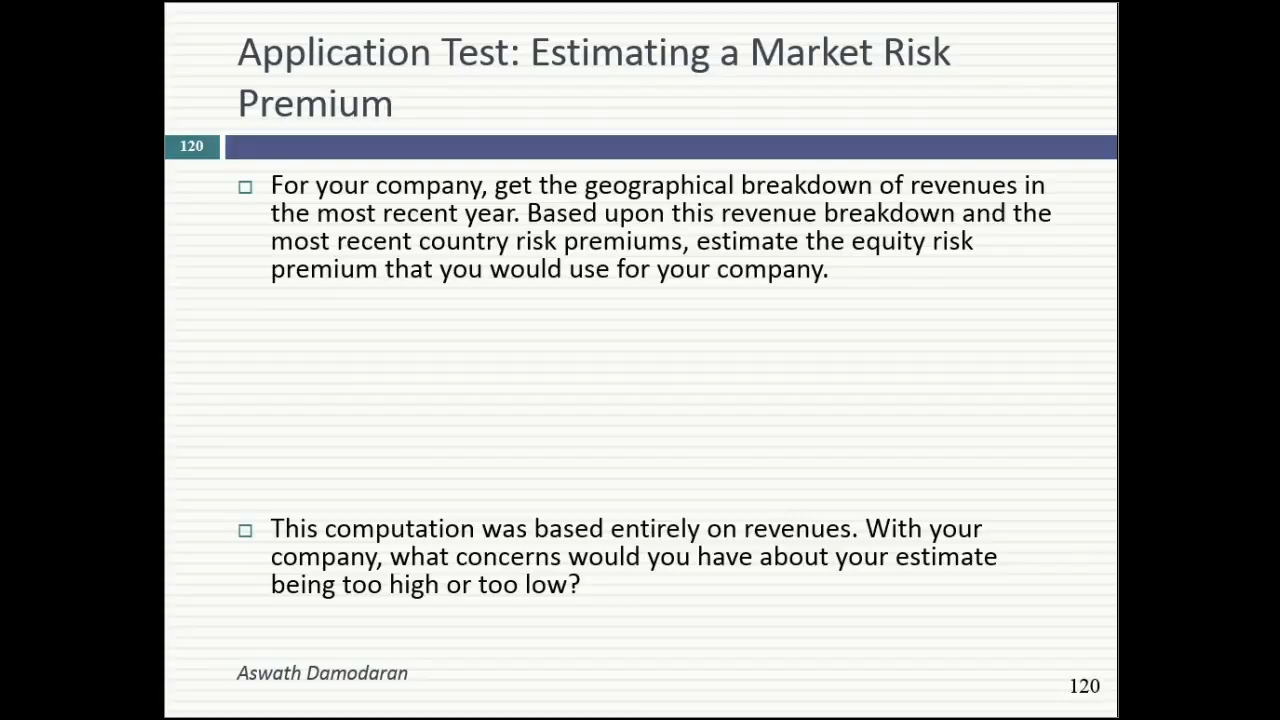 Application Test: Estimating a Market Risk
Premium
120
For your company, get the geographical breakdown of revenues in
the most recent year. Based upon this revenue breakdown and the
most recent country risk premiums, estimate the equity risk
premium that you would use for your company.
This computation was based entirely on revenues. With your
company, what concerns would you have about your estimate
being too high or too low?
Aswath Damodaran
120